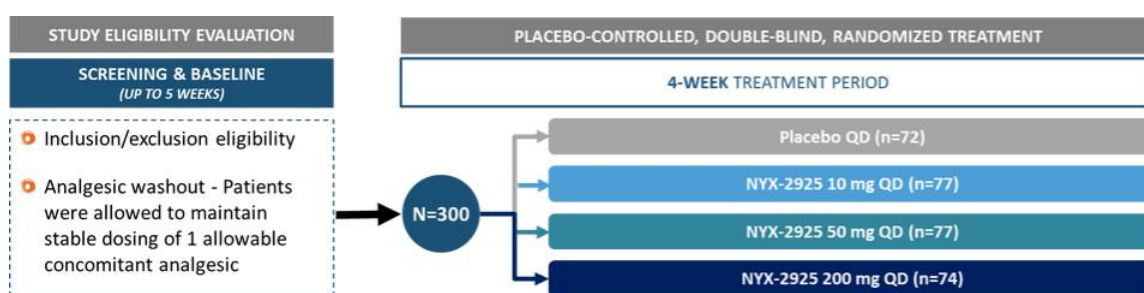 STUDY ELIGIBILITY EVALUATION
SCREENING & BASELINE
(UP TO 5 WEEKS)
Inclusion/exclusion eligibility
Analgesic washout - Patients
were allowed to maintain
stable dosing of 1 allowable
concomitant analgesic
N=300
PLACEBO-CONTROLLED, DOUBLE-BLIND, RANDOMIZED TREATMENT
4-WEEK TREATMENT PERIOD
Placebo QD (n=72)
NYX-2925 10 mg QD (n=77)
NYX-2925 50 mg QD (n=77)
NYX-2925 200 mg QD (n=74)